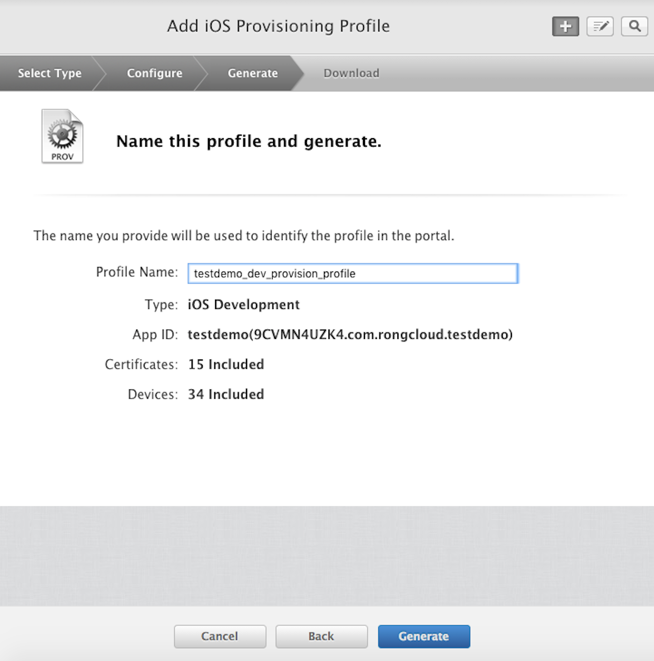 Add iOS Provisioning Profile
Select Type
Configure
Generate
Download
PROV
Name this profile and generate.
The name you provide will be used to identify the profile in the portal.
Profile Name: testdemo_dev_provision_profile
Type: iOS Development
App ID: testdemo(9CVMN4UZK4.com.rongcloud.testdemo)
Certificates: 15 Included
Devices: 34 Included
Cancel
Back
Generate